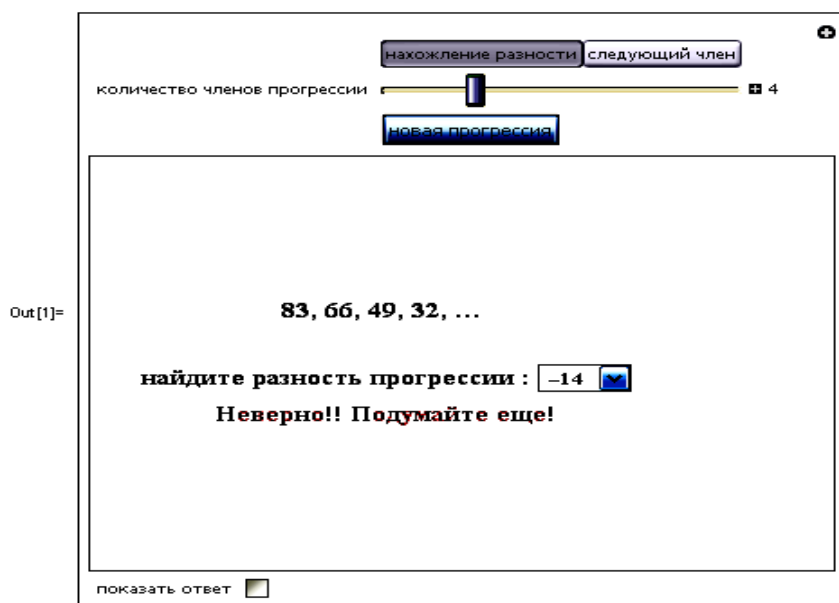 нахожление разности следующий член
количество членов прогрессии 4
новая прогрессия
Out[1]=
83, 66, 49, 32, ...
найдите разность прогрессии : -14
Неверно!! Подумайте еще!
показать ответ